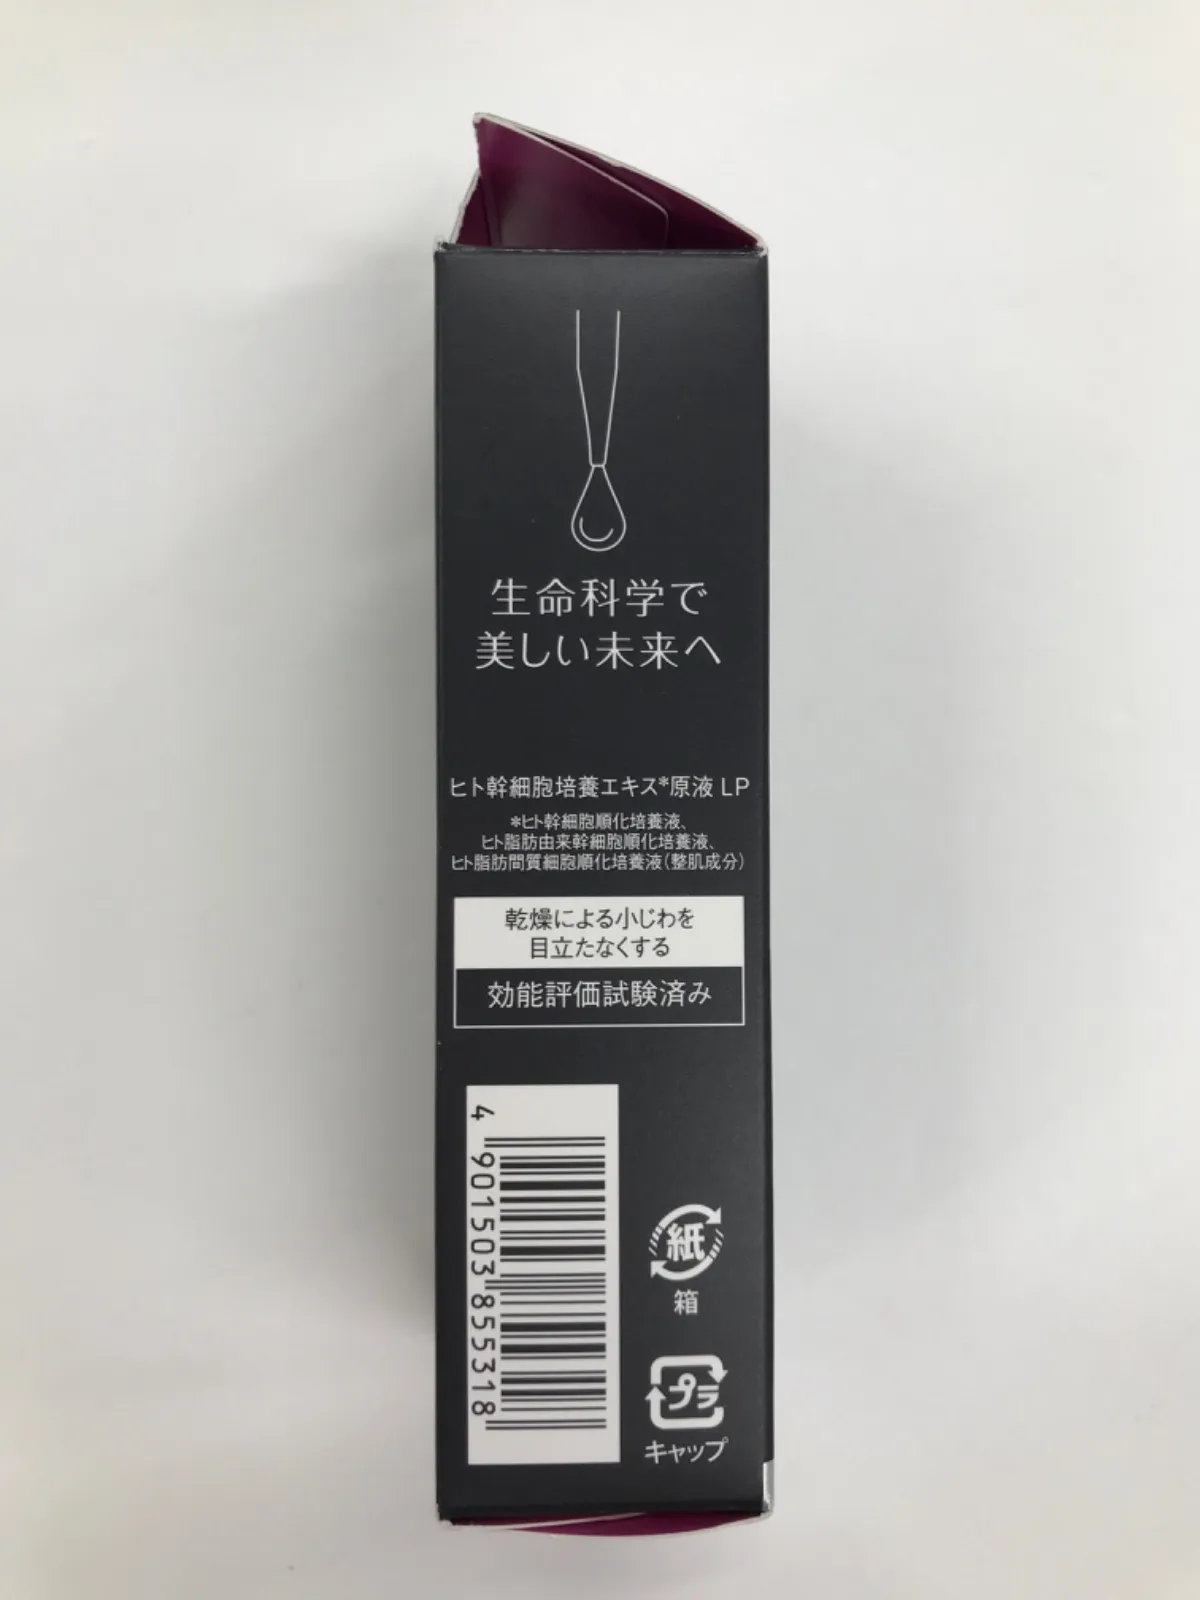 生命科学で
美しい未来へ
ヒト幹細胞培養エキス*原液 LP
*ヒト幹細胞順化培養液、
ヒト脂肪由来幹細胞順化培養液、
ヒト脂肪間質細胞順化培養液(整肌成分)
乾燥による小じわを
目立たなくする
効能評価試験済み
4 901503 855318
紙
箱
プラ
キャップ